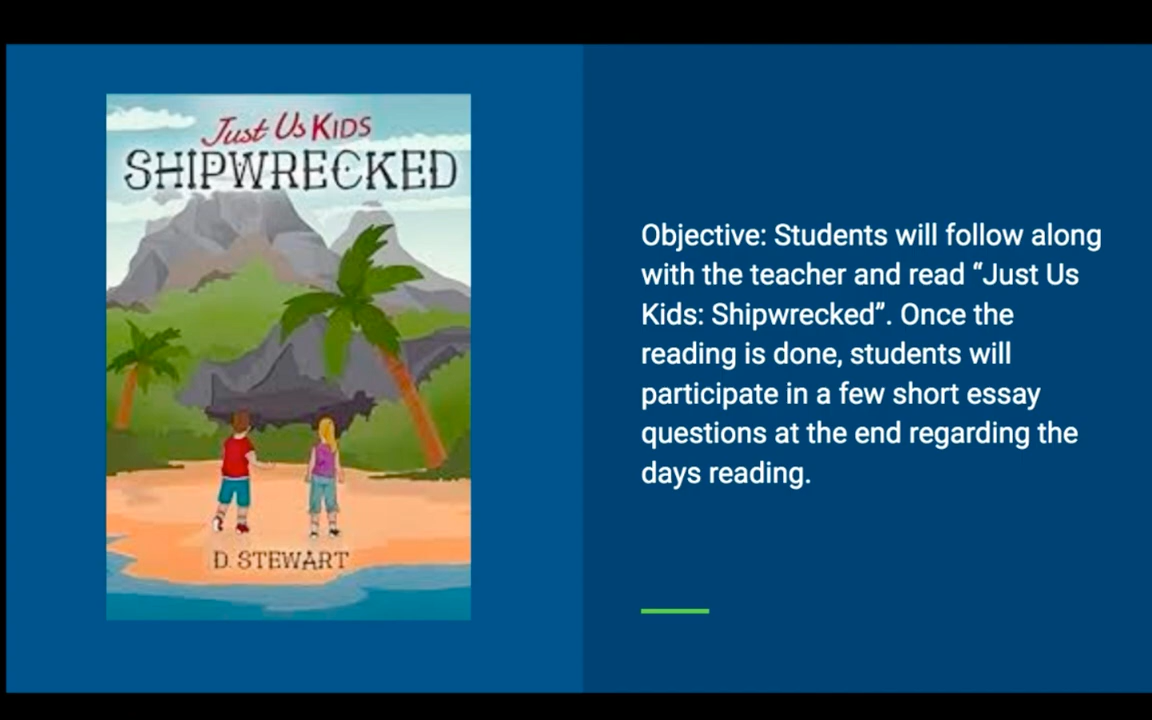 Just Us KIDS
SHIPWRECKED
D. STEWART
Objective: Students will follow along
with the teacher and read “Just Us
Kids: Shipwrecked”. Once the
reading is done, students will
participate in a few short essay
questions at the end regarding the
days reading.